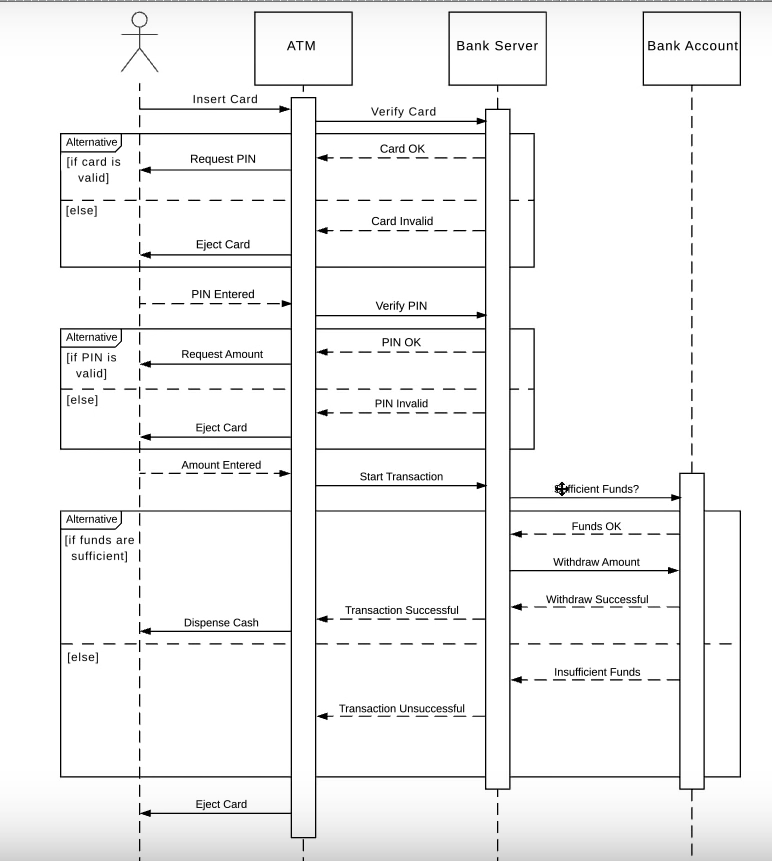 ATM
Bank Server
Bank Account
Insert Card
Verify Card
Alternative
Card OK
[if card is
valid]
Request PIN
[else]
Card Invalid
Eject Card
PIN Entered
Verify PIN
Alternative
PIN OK
[if PIN is
valid]
Request Amount
[else]
PIN Invalid
Eject Card
Amount Entered
Start Transaction
Funds?
Alternative
Funds OK
[if funds are
sufficient]
Withdraw Amount
Withdraw Successful
Transaction Successful
Dispense Cash
[else]
Insufficient Funds
Transaction Unsuccessful
Eject Card